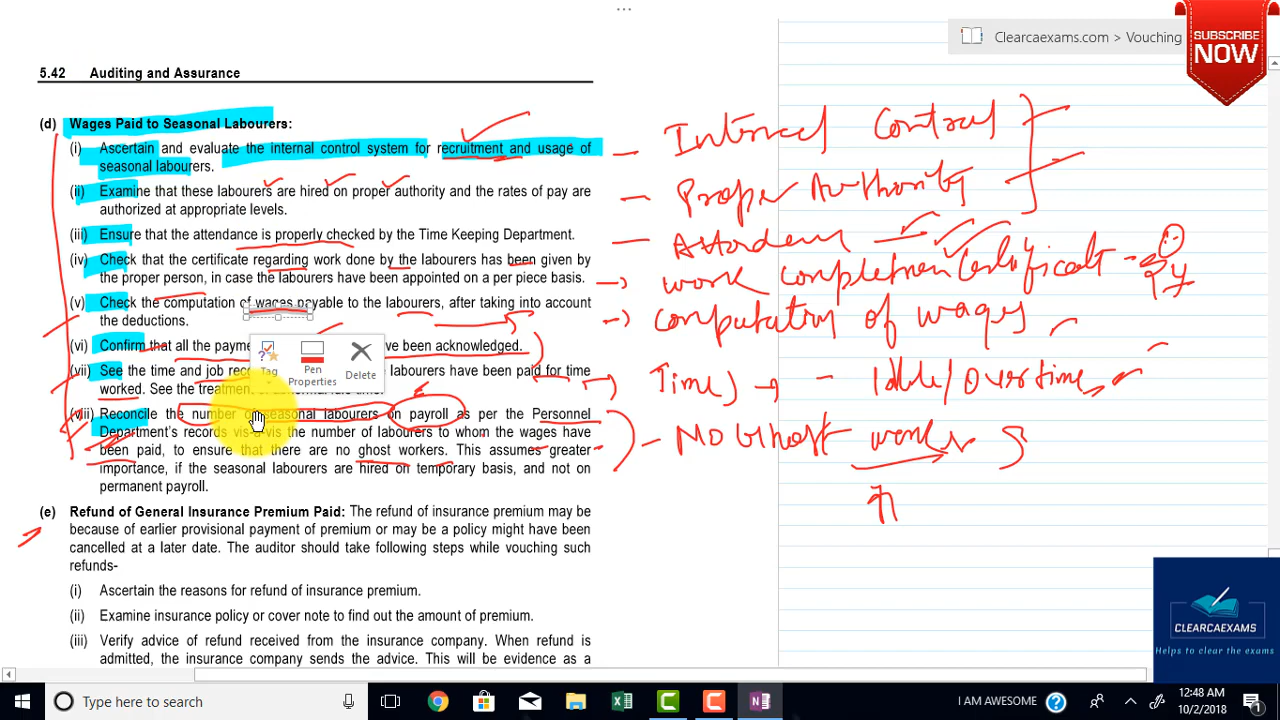 ...
Clearcaexams.com > Vouching
SUBSCRIBE
NOW
5.42 Auditing and Assurance
(d) Wages Paid to Seasonal Labourers:
(i) Ascertain and evaluate the internal control system for recruitment and usage of
seasonal labourers.
(ii) Examine that these labourers are hired on proper authority and the rates of pay are
authorized at appropriate levels.
(iii) Ensure that the attendance is properly checked by the Time Keeping Department.
(iv) Check that the certificate regarding work done by the labourers has been given by
the proper person, in case the labourers have been appointed on a per piece basis.
(v) Check the computation of wages payable to the labourers, after taking into account
the deductions.
(vi) Confirm that all the payme have been acknowledged.
(vii) See the time and job rec labourers have been paid for time
worked. See the treatmen
(viii) Reconcile the number of seasonal labourers on payroll as per the Personnel
Department's records vis-a-vis the number of labourers to whom the wages have
been paid, to ensure that there are no ghost workers. This assumes greater
importance, if the seasonal labourers are hired on temporary basis, and not on
permanent payroll.
(e) Refund of General Insurance Premium Paid: The refund of insurance premium may be
because of earlier provisional payment of premium or may be a policy might have been
cancelled at a later date. The auditor should take following steps while vouching such
refunds-
(i) Ascertain the reasons for refund of insurance premium.
(ii) Examine insurance policy or cover note to find out the amount of premium.
(iii) Verify advice of refund received from the insurance company. When refund is
admitted, the insurance company sends the advice. This will be evidence as a
Tag
Pen
Properties
Delete
- Internal Control
- Proper Authority
- work completion Certificate
computation of wages
Time - Idle/overtime
- No Ghost worker
CLEARCAEXAMS
Helps to clear the exams
Type here to search
I AM AWESOME
12:48 AM
10/2/2018
1